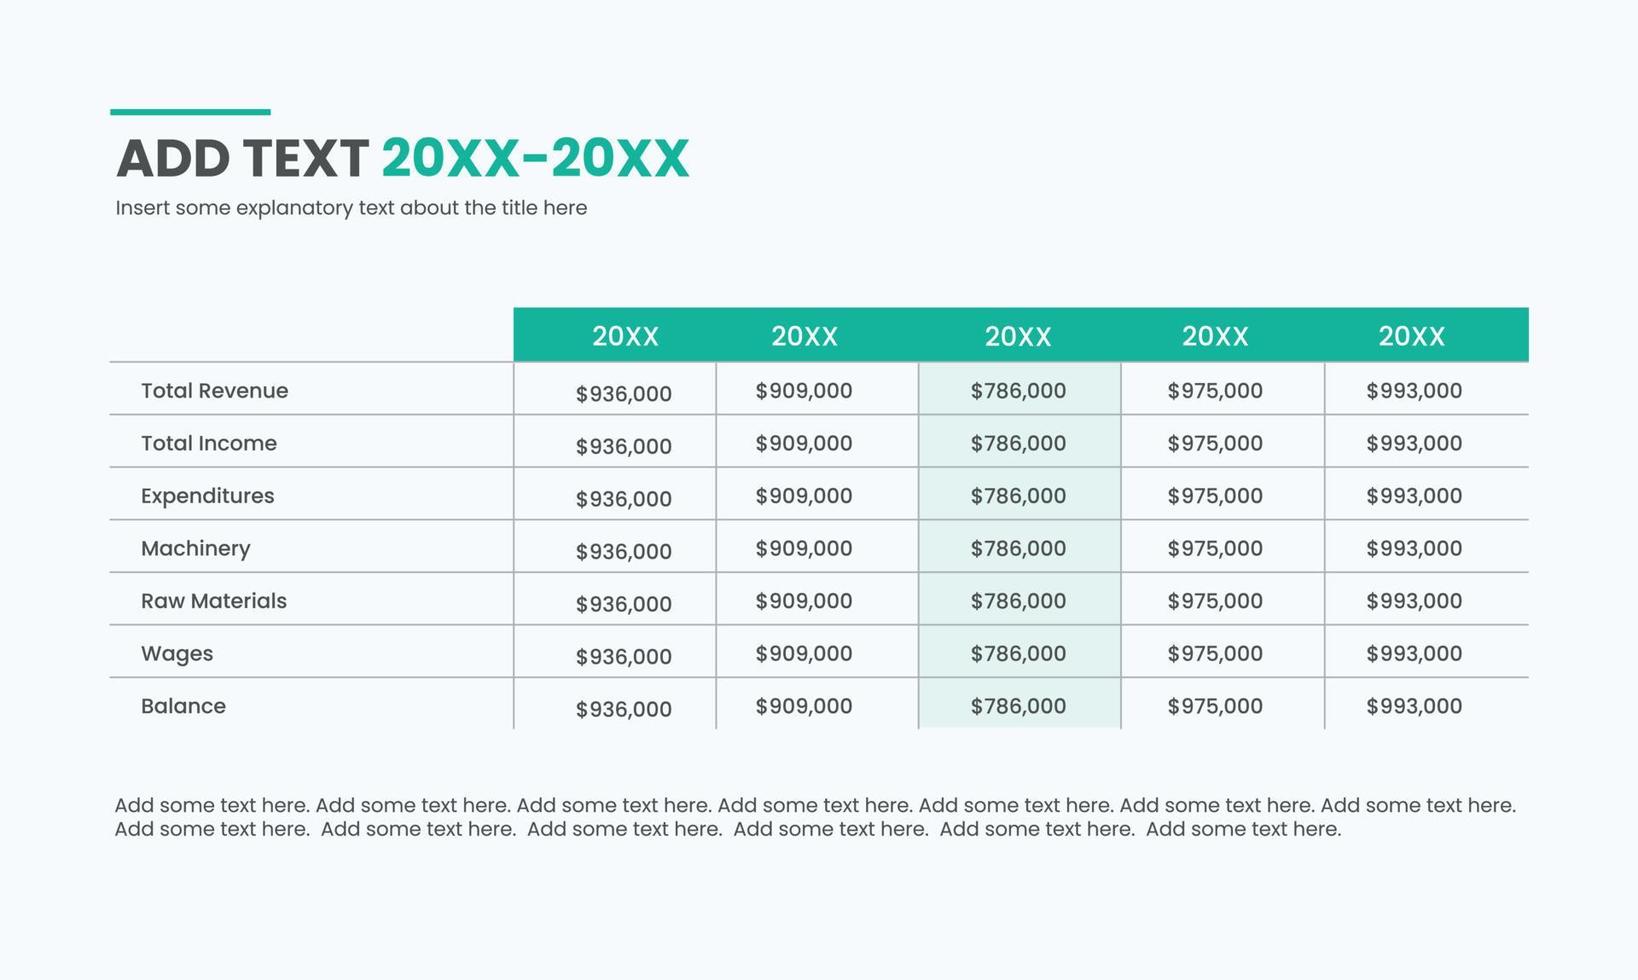 ADD TEXT 20XX-20XX
Insert some explanatory text about the title here
20XX 20XX 20XX 20XX 20XX
Total Revenue $936,000 $909,000 $786,000 $975,000 $993,000
Total Income $936,000 $909,000 $786,000 $975,000 $993,000
Expenditures $936,000 $909,000 $786,000 $975,000 $993,000
Machinery $936,000 $909,000 $786,000 $975,000 $993,000
Raw Materials $936,000 $909,000 $786,000 $975,000 $993,000
Wages $936,000 $909,000 $786,000 $975,000 $993,000
Balance $936,000 $909,000 $786,000 $975,000 $993,000
Add some text here. Add some text here. Add some text here. Add some text here. Add some text here. Add some text here. Add some text here.
Add some text here. Add some text here. Add some text here. Add some text here. Add some text here. Add some text here.